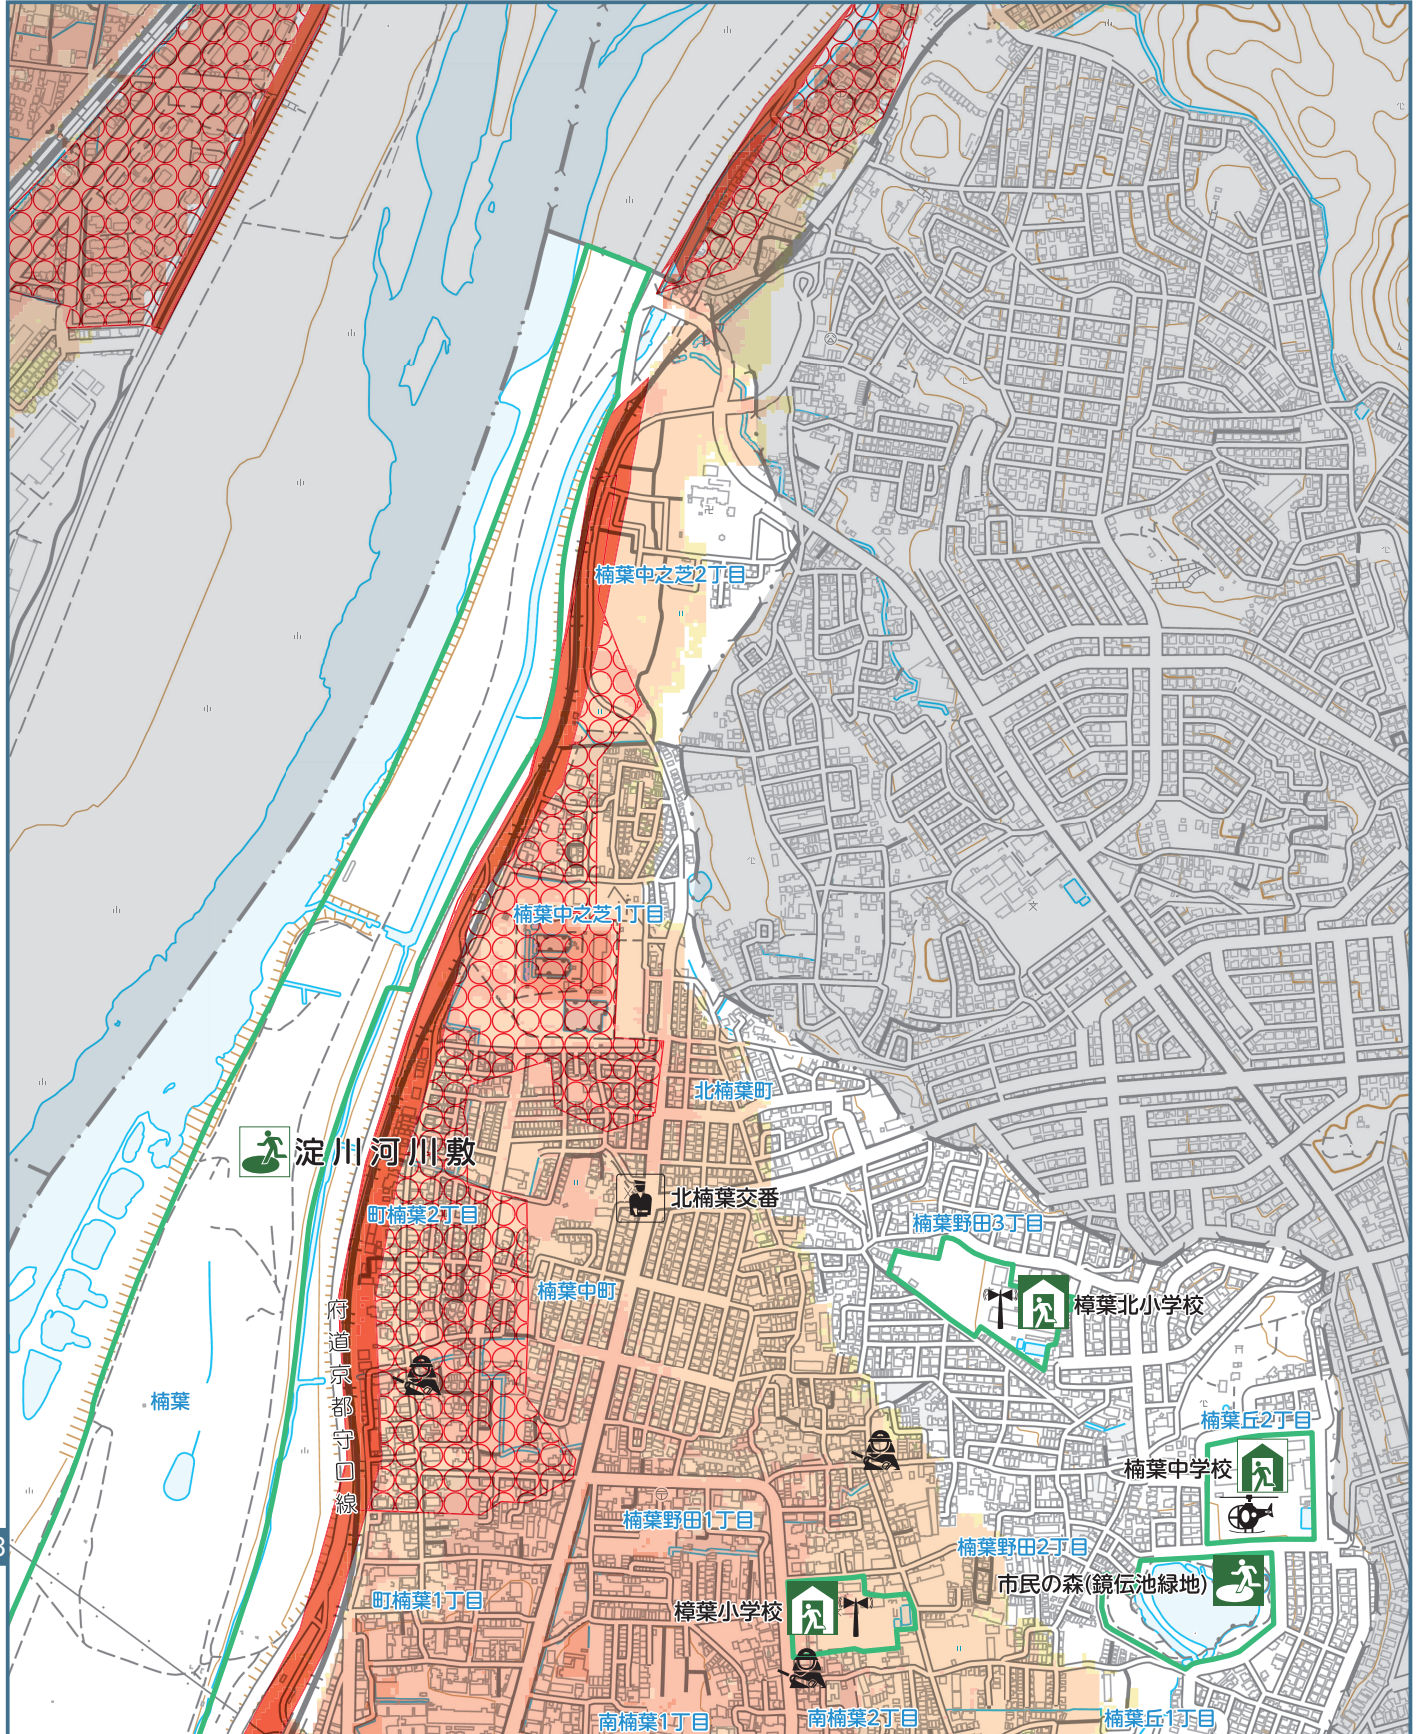 楠葉中之芝2丁目
楠葉中之芝1丁目
北楠葉町
淀川河川敷
北楠葉交番
町楠葉2丁目
楠葉野田3丁目
楠葉中町
樟葉北小学校
府道京都守口線
楠葉
楠葉丘2丁目
楠葉中学校
楠葉野田1丁目
楠葉野田2丁目
市民の森(鏡伝池緑地)
町楠葉1丁目
樟葉小学校
南楠葉1丁目
南楠葉2丁目
楠葉丘1丁目